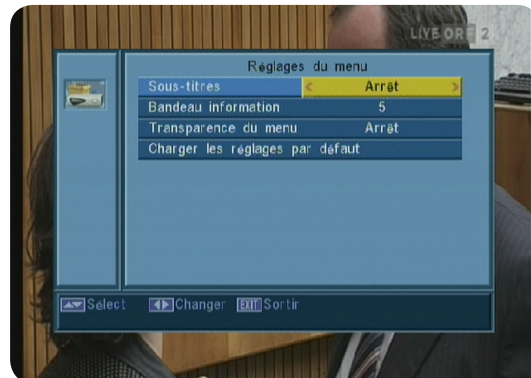 LIVE ORF 2
Réglages du menu
Sous-titres < Arrêt >
Bandeau information 5
Transparence du menu Arrêt
Charger les réglages par défaut
Sélect Changer EXIT Sortir